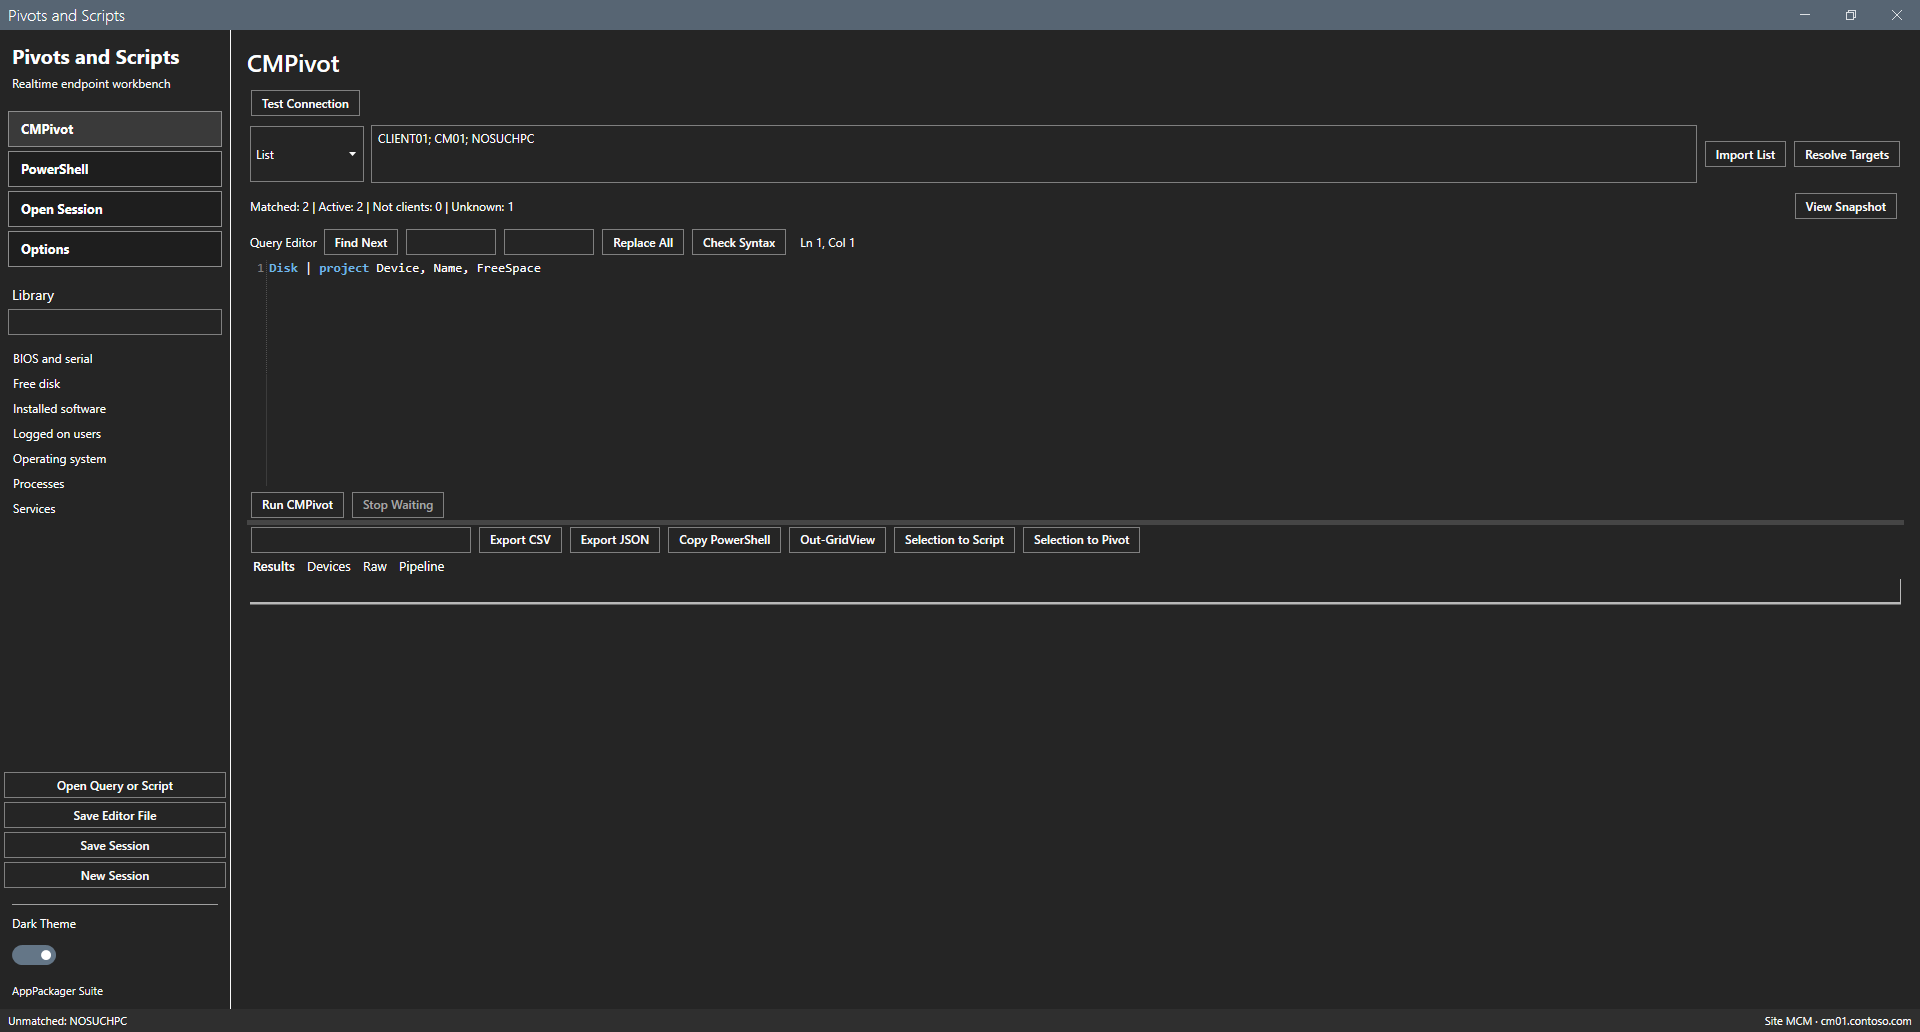 Pivots and Scripts
Pivots and Scripts
Realtime endpoint workbench
CMPivot
PowerShell
Open Session
Options
Library
BIOS and serial
Free disk
Installed software
Logged on users
Operating system
Processes
Services
Open Query or Script
Save Editor File
Save Session
New Session
Dark Theme
AppPackager Suite
CMPivot
Test Connection
List
CLIENT01; CM01; NOSUCHPC
Import List
Resolve Targets
Matched: 2 | Active: 2 | Not clients: 0 | Unknown: 1
View Snapshot
Query Editor
Find Next
Replace All
Check Syntax
Ln 1, Col 1
1 Disk | project Device, Name, FreeSpace
Run CMPivot
Stop Waiting
Export CSV
Export JSON
Copy PowerShell
Out-GridView
Selection to Script
Selection to Pivot
Results
Devices
Raw
Pipeline
Unmatched: NOSUCHPC
Site MCM · cm01.contoso.com